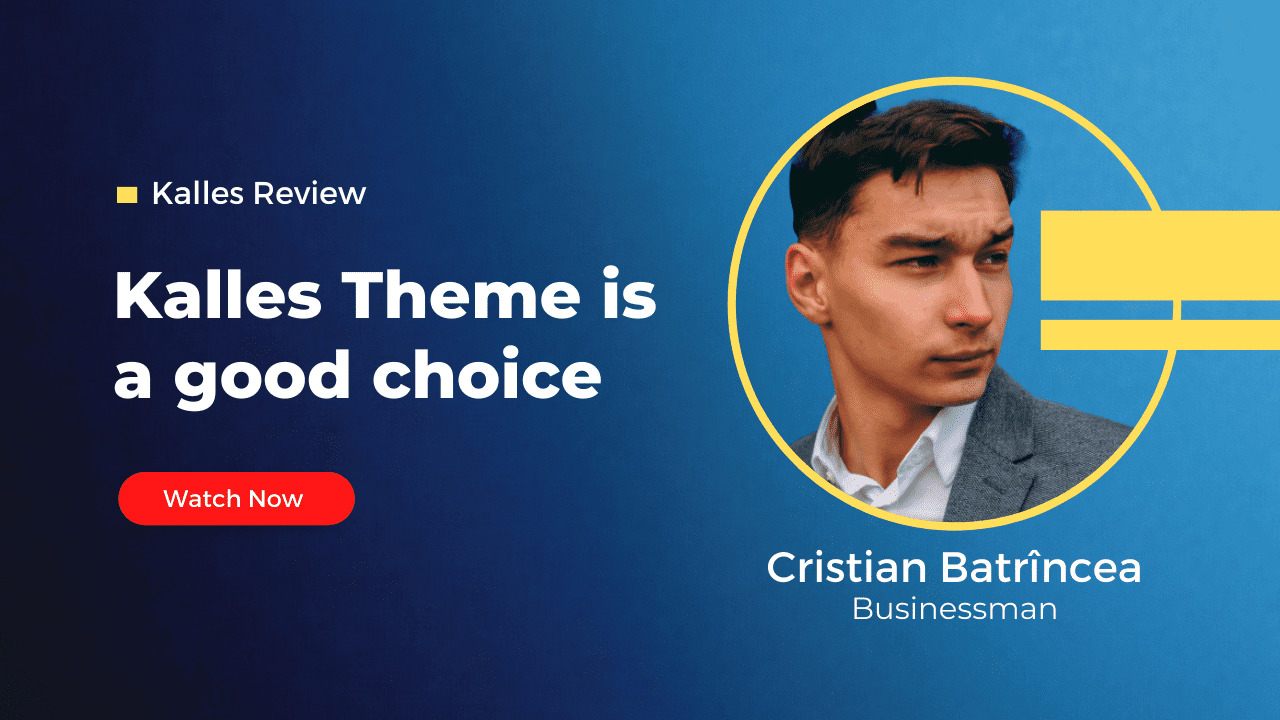 Kalles Review
Kalles Theme is
a good choice
Watch Now
Cristian Batrîncea
Businessman